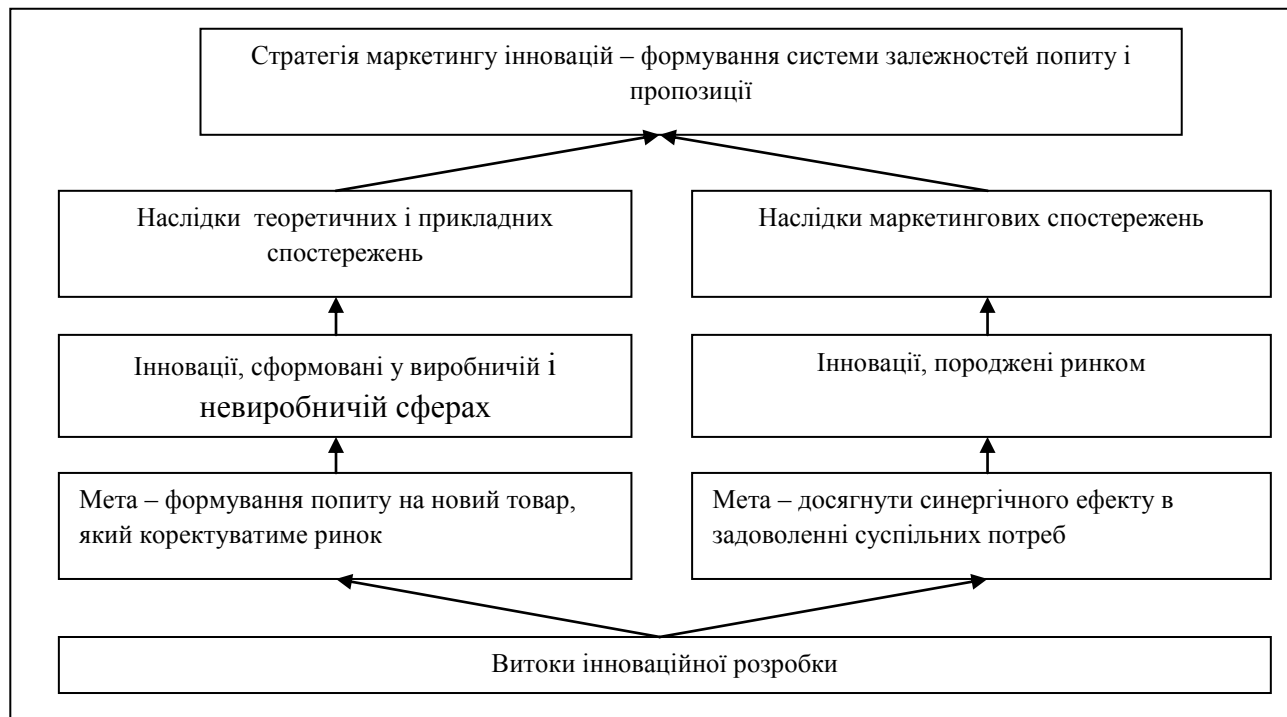 Стратегія маркетингу інновацій – формування системи залежностей попиту і
пропозиції
Наслідки теоретичних і прикладних
спостережень
Наслідки маркетингових спостережень
Інновації, сформовані у виробничій і
невиробничій сферах
Інновації, породжені ринком
Мета – формування попиту на новий товар,
який коректуватиме ринок
Мета – досягнути синергічного ефекту в
задоволенні суспільних потреб
Витоки інноваційної розробки